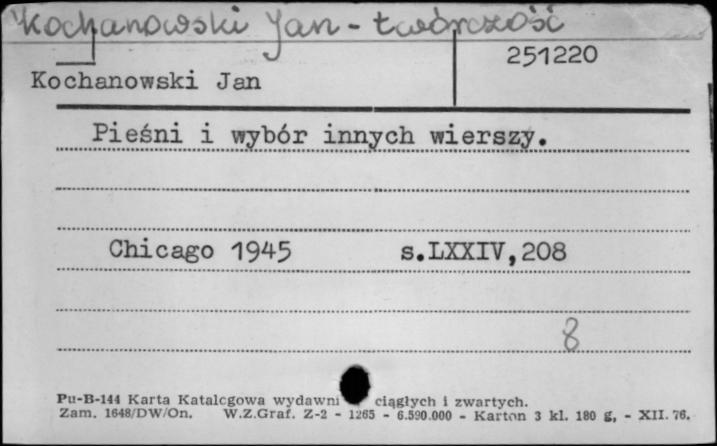 Kochanowski Jan - twórczość
251220
Kochanowski Jan
Pieśni i wybór innych wierszy.
Chicago 1945 s.LXXIV,208
8
Pu-B-144 Karta Katalogowa wydawni ciągłych i zwartych.
Zam. 1648/DW/On. W.Z.Graf. Z-2 - 1265 - 6.590.000 - Karton 3 kl. 180 g, - XII. 76.